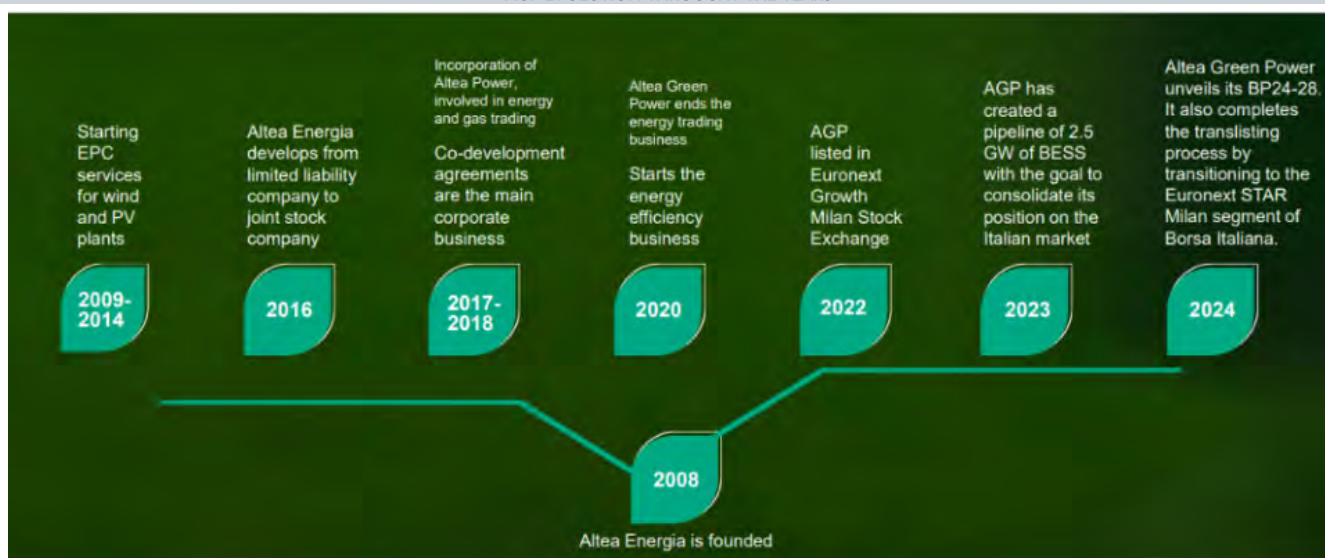 Starting
EPC
services
for wind
and PV
plants
2009-
2014
Altea Energia
develops from
limited liability
company to
joint stock
company
2016
Incorporation of
Altea Power,
involved in energy
and gas trading
Co-development
agreements
are the main
corporate
business
2017-
2018
Altea Green
Power ends the
energy trading
business
Starts the
energy
efficiency
business
2020
AGP
listed in
Euronext
Growth
Milan Stock
Exchange
2022
AGP has
created a
pipeline of 2.5
GW of BESS
with the goal to
consolidate its
position on the
Italian market
2023
Altea Green Power
unveils its BP24-28.
It also completes
the translisting
process by
transitioning to the
Euronext STAR
Milan segment of
Borsa Italiana.
2024
2008
Altea Energia is founded